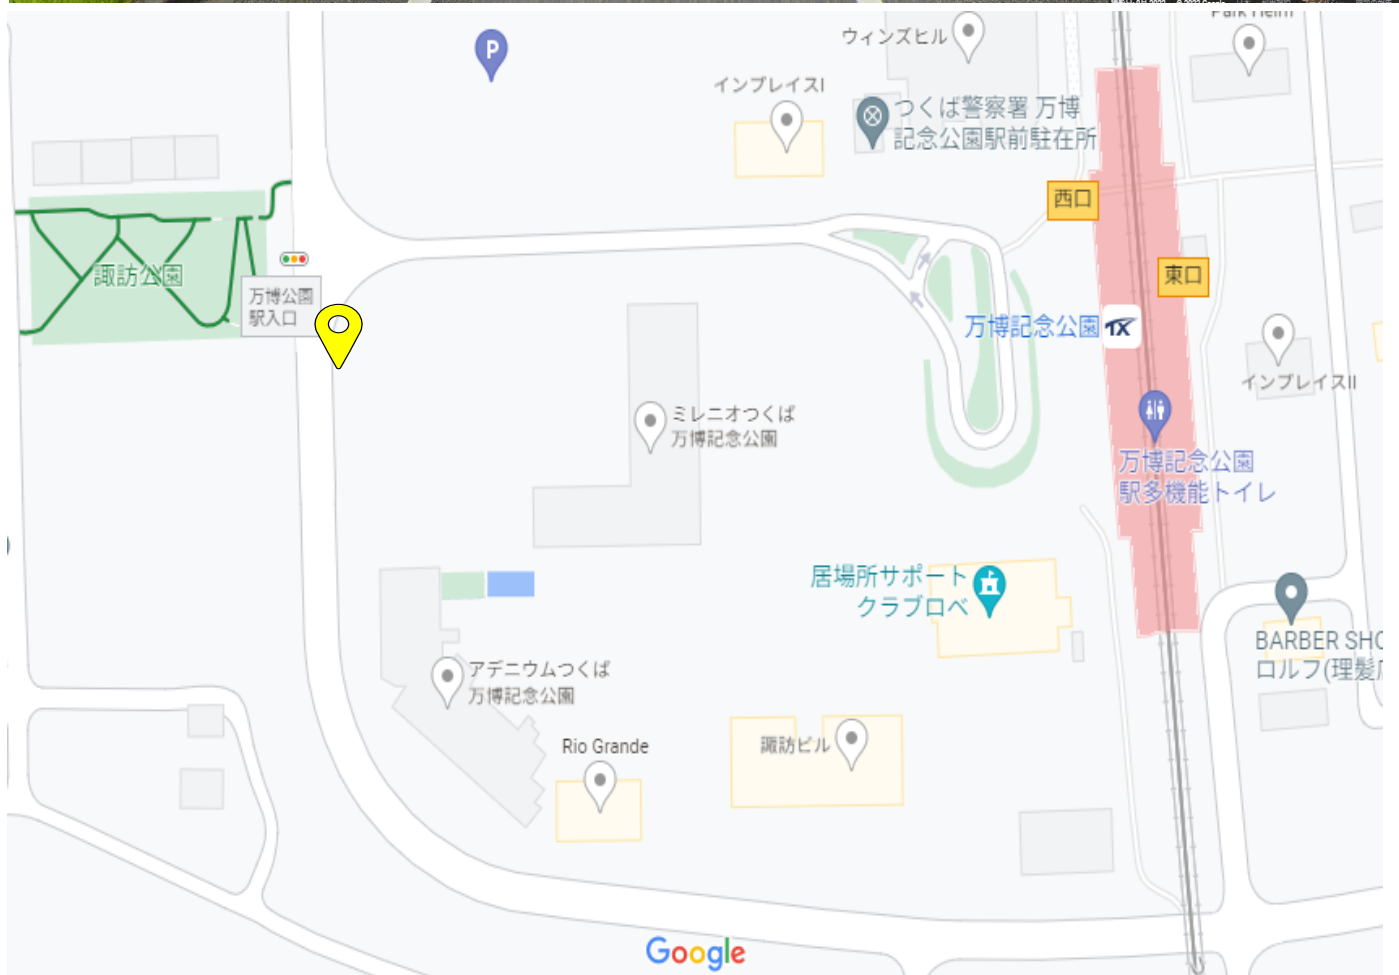 Park Heim
ウィンズヒル
P
インプレイスI
つくば警察署 万博
記念公園駅前駐在所
西口
諏訪公園
東口
万博公園
駅入口
万博記念公園
TX
インプレイスII
ミレニオつくば
万博記念公園
万博記念公園
駅多機能トイレ
居場所サポート
クラブロベ
BARBER SHO
ロルフ(理髪店
アデニウムつくば
万博記念公園
Rio Grande
諏訪ビル
Google